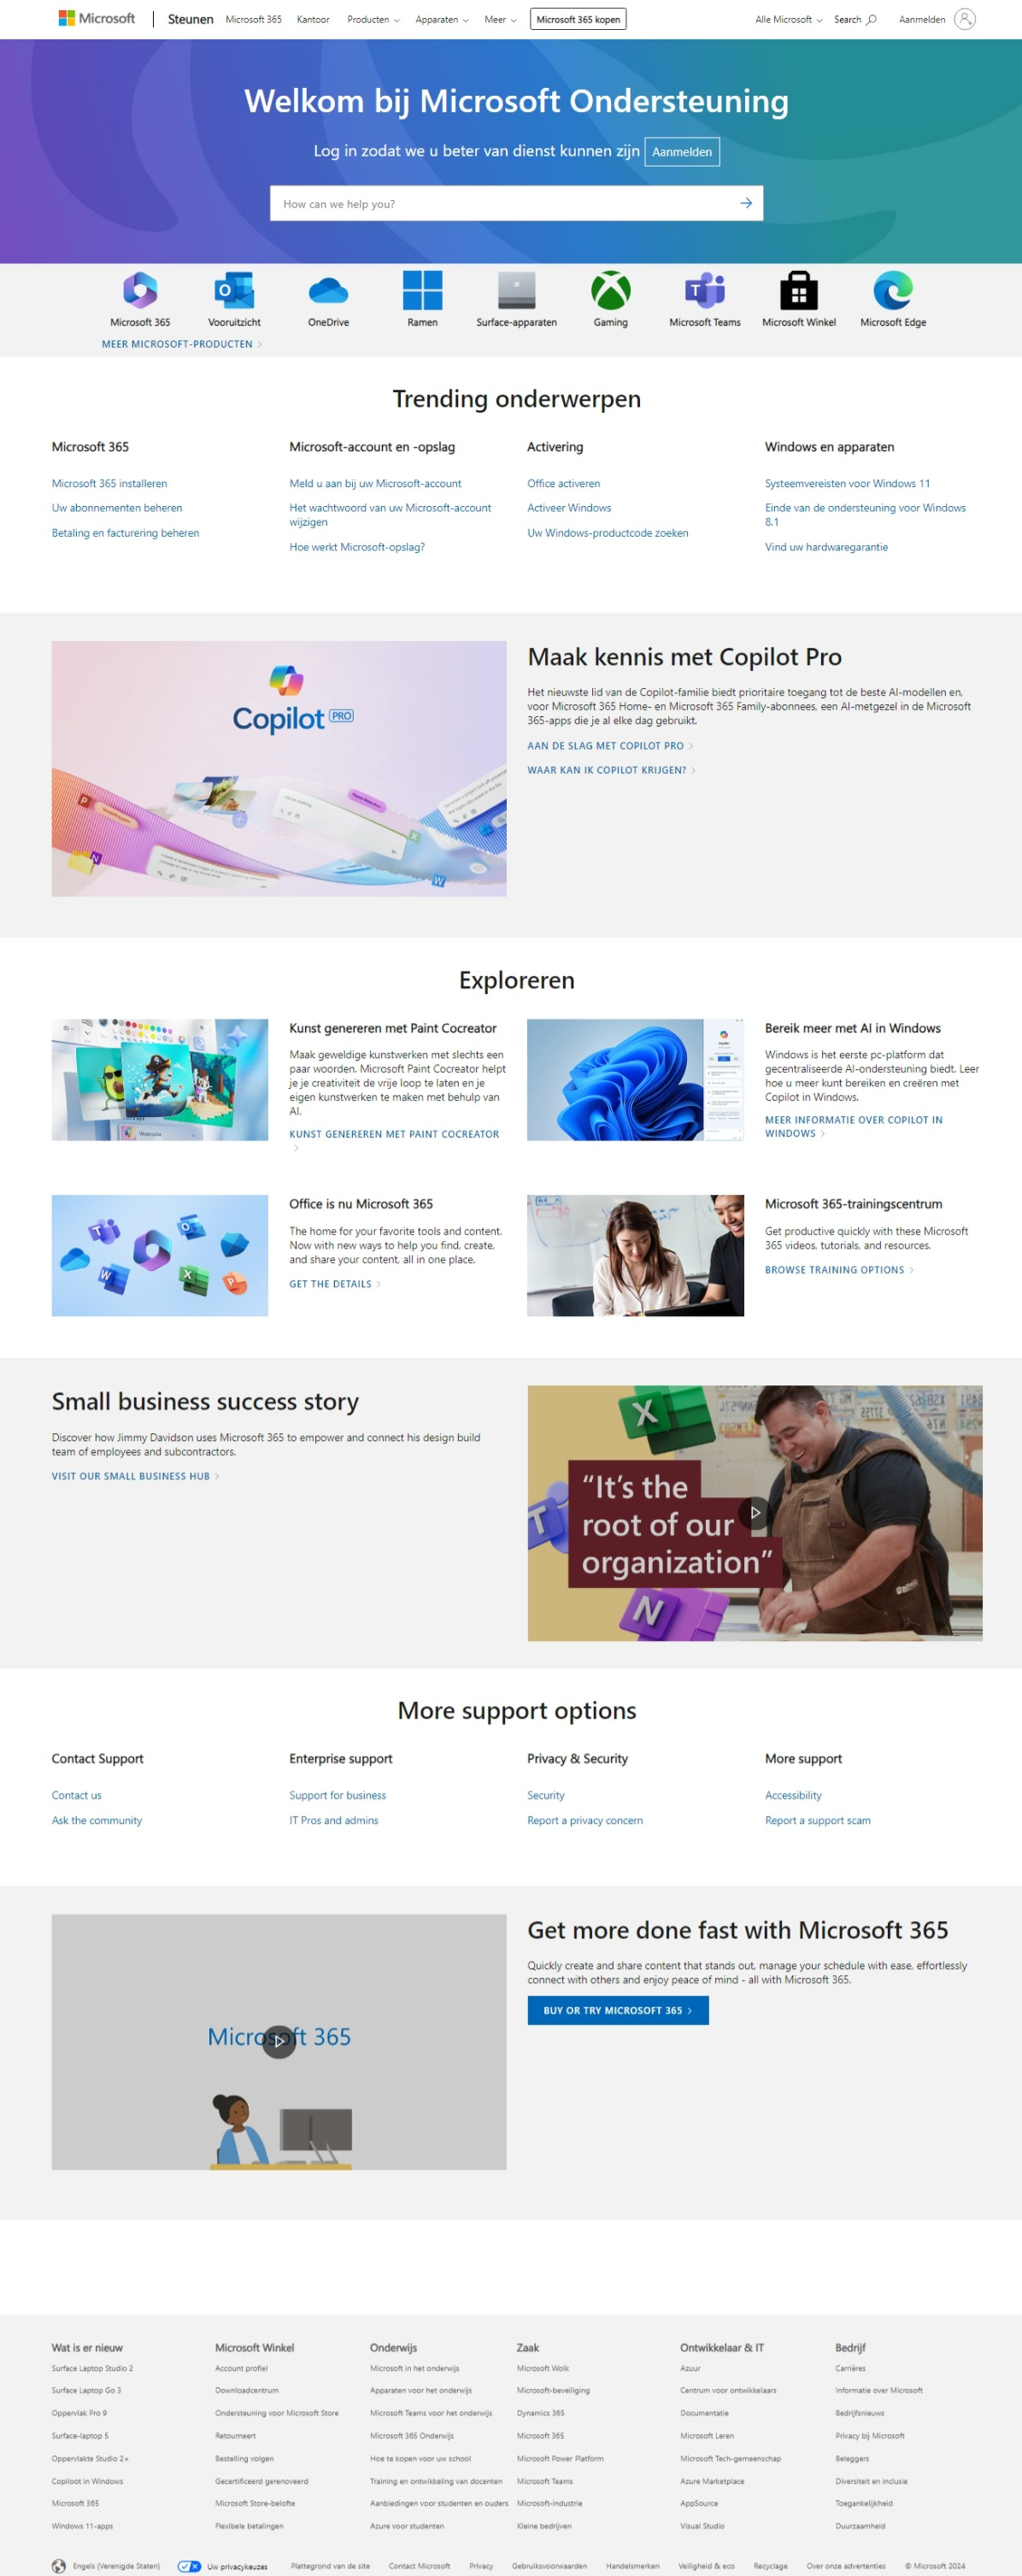 Microsoft
Steunen
Microsoft 365
Kantoor
Producten
Apparaten
Meer
Microsoft 365 kopen
Alle Microsoft
Search
Aanmelden
Welkom bij Microsoft Ondersteuning
Log in zodat we u beter van dienst kunnen zijn
Aanmelden
How can we help you?
Microsoft 365
Vooruitzicht
OneDrive
Ramen
Surface-apparaten
Gaming
Microsoft Teams
Microsoft Winkel
Microsoft Edge
MEER MICROSOFT-PRODUCTEN
Trending onderwerpen
Microsoft 365
Microsoft 365 installeren
Uw abonnementen beheren
Betaling en facturering beheren
Microsoft-account en -opslag
Meld u aan bij uw Microsoft-account
Het wachtwoord van uw Microsoft-account
wijzigen
Hoe werkt Microsoft-opslag?
Activering
Office activeren
Activeer Windows
Uw Windows-productcode zoeken
Windows en apparaten
Systeemvereisten voor Windows 11
Einde van de ondersteuning voor Windows
8.1
Vind uw hardwaregarantie
Copilot PRO
Maak kennis met Copilot Pro
Het nieuwste lid van de Copilot-familie biedt prioritaire toegang tot de beste AI-modellen en,
voor Microsoft 365 Home- en Microsoft 365 Family-abonnees, een AI-metgezel in de Microsoft
365-apps die je al elke dag gebruikt.
AAN DE SLAG MET COPILOT PRO
WAAR KAN IK COPILOT KRIJGEN?
Exploreren
Kunst genereren met Paint Cocreator
Maak geweldige kunstwerken met slechts een
paar woorden. Microsoft Paint Cocreator helpt
je je creativiteit de vrije loop te laten en je
eigen kunstwerken te maken met behulp van
AI.
KUNST GENEREREN MET PAINT COCREATOR
Bereik meer met AI in Windows
Windows is het eerste pc-platform dat
gecentraliseerde AI-ondersteuning biedt. Leer
hoe u meer kunt bereiken en creëren met
Copilot in Windows.
MEER INFORMATIE OVER COPILOT IN
WINDOWS
Office is nu Microsoft 365
The home for your favorite tools and content.
Now with new ways to help you find, create,
and share your content, all in one place.
GET THE DETAILS
Microsoft 365-trainingscentrum
Get productive quickly with these Microsoft
365 videos, tutorials, and resources.
BROWSE TRAINING OPTIONS
Small business success story
Discover how Jimmy Davidson uses Microsoft 365 to empower and connect his design build
team of employees and subcontractors.
VISIT OUR SMALL BUSINESS HUB
“It’s the
root of our
organization”
More support options
Contact Support
Contact us
Ask the community
Enterprise support
Support for business
IT Pros and admins
Privacy & Security
Security
Report a privacy concern
More support
Accessibility
Report a support scam
Microsoft 365
Get more done fast with Microsoft 365
Quickly create and share content that stands out, manage your schedule with ease, effortlessly
connect with others and enjoy peace of mind - all with Microsoft 365.
BUY OR TRY MICROSOFT 365
Wat is er nieuw
Surface Laptop Studio 2
Surface Laptop Go 3
Oppervlak Pro 9
Surface-laptop 5
Oppervlakte Studio 2+
Copiloot in Windows
Microsoft 365
Windows 11-apps
Microsoft Winkel
Account profiel
Downloadcentrum
Ondersteuning voor Microsoft Store
Retourneert
Bestelling volgen
Gecertificeerd gerenoveerd
Microsoft Store-belofte
Flexibele betalingen
Onderwijs
Microsoft in het onderwijs
Apparaten voor het onderwijs
Microsoft Teams voor het onderwijs
Microsoft 365 Onderwijs
Hoe te kopen voor uw school
Training en ontwikkeling van docenten
Aanbiedingen voor studenten en ouders
Azure voor studenten
Zaak
Microsoft Wolk
Microsoft-beveiliging
Dynamics 365
Microsoft 365
Microsoft Power Platform
Microsoft Teams
Microsoft-industrie
Kleine bedrijven
Ontwikkelaar & IT
Azuur
Centrum voor ontwikkelaars
Documentatie
Microsoft Leren
Microsoft Tech-gemeenschap
Azure Marketplace
AppSource
Visual Studio
Bedrijf
Carrières
Informatie over Microsoft
Bedrijfsnieuws
Privacy bij Microsoft
Beleggers
Diversiteit en inclusie
Toegankelijkheid
Duurzaamheid
Engels (Verenigde Staten)
Uw privacykeuzes
Plattegrond van de site
Contact Microsoft
Privacy
Gebruiksvoorwaarden
Handelsmerken
Veiligheid & eco
Recyclage
Over onze advertenties
© Microsoft 2024